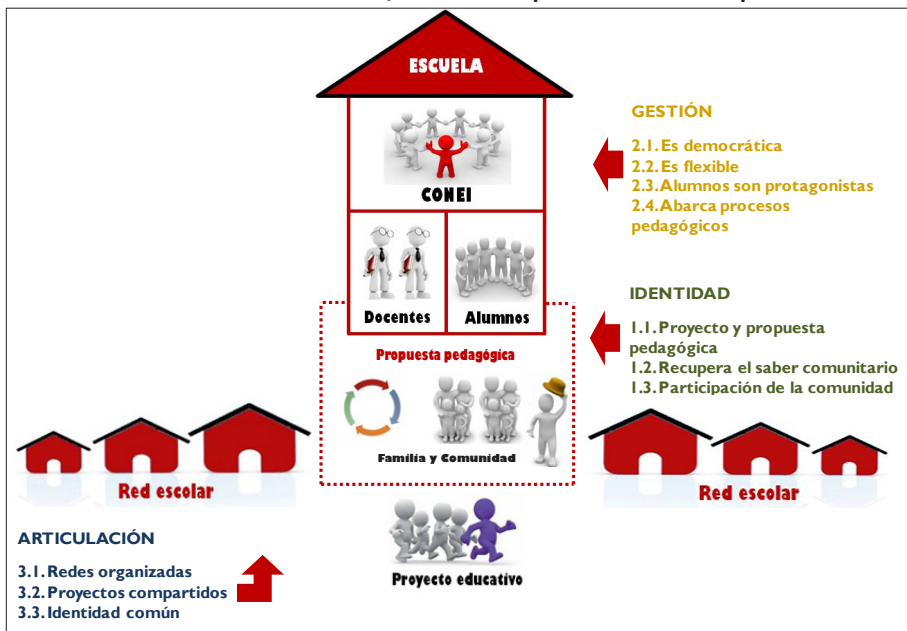 ESCUELA
CONEI
Docentes
Alumnos
Propuesta pedagógica
Familia y Comunidad
Proyecto educativo
GESTIÓN
2.1. Es democrática
2.2. Es flexible
2.3. Alumnos son protagonistas
2.4. Abarca procesos
pedagógicos
IDENTIDAD
1.1. Proyecto y propuesta
pedagógica
1.2. Recupera el saber comunitario
1.3. Participación de la comunidad
Red escolar
Red escolar
ARTICULACIÓN
3.1. Redes organizadas
3.2. Proyectos compartidos
3.3. Identidad común